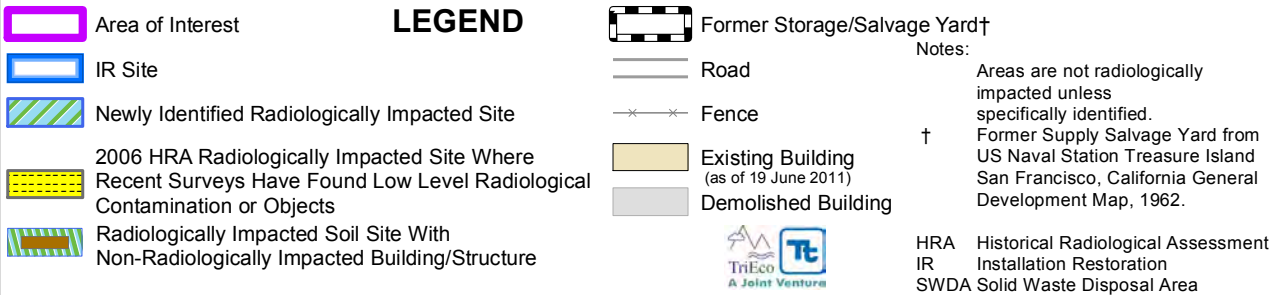 LEGEND
Area of Interest
IR Site
Newly Identified Radiologically Impacted Site
2006 HRA Radiologically Impacted Site Where
Recent Surveys Have Found Low Level Radiological
Contamination or Objects
Radiologically Impacted Soil Site With
Non-Radiologically Impacted Building/Structure
Former Storage/Salvage Yard†
Road
Fence
Existing Building
(as of 19 June 2011)
Demolished Building
TriEco
Tt
A Joint Venture
Notes:
Areas are not radiologically
impacted unless
specifically identified.
† Former Supply Salvage Yard from
US Naval Station Treasure Island
San Francisco, California General
Development Map, 1962.
HRA Historical Radiological Assessment
IR Installation Restoration
SWDA Solid Waste Disposal Area